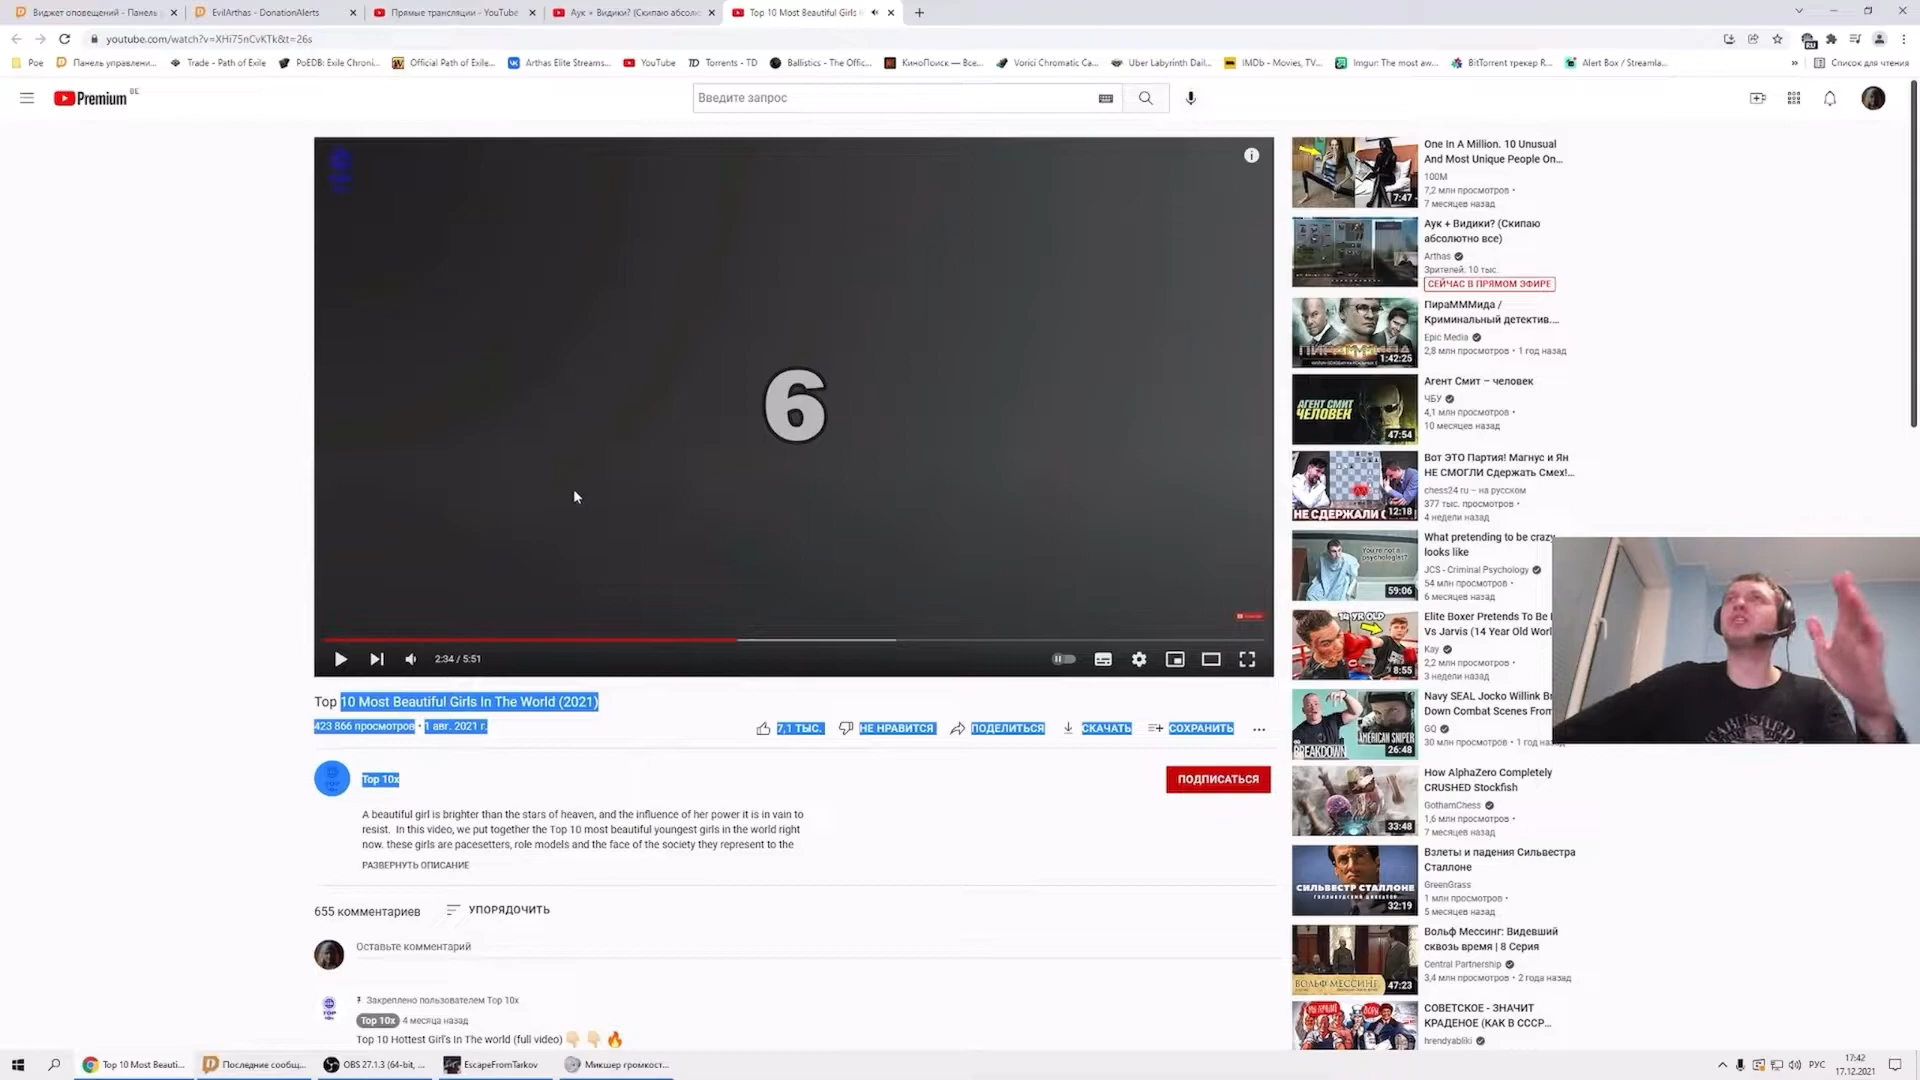 Виджет оповещений - Панель
EvilArthas - DonationAlerts
Прямые трансляции - YouTube
Аук + Видики? (Скипаю абсолю
Top 10 Most Beautiful Girls I
youtube.com/watch?v=XHi75nCvKTk&t=26s
Poe
Панель управлени...
Trade - Path of Exile
PoEDB: Exile Chroni...
Official Path of Exile...
Arthas Elite Streams...
YouTube
Torrents - TD
Ballistics - The Offic...
КиноПоиск — Все...
Vorici Chromatic Ca...
Uber Labyrinth Dail...
IMDb - Movies, TV...
Imgur: The most aw...
BitTorrent трекер R...
Alert Box / Streamla...
Список для чтения
Premium
Введите запрос
6
2:34 / 5:51
Top 10 Most Beautiful Girls In The World (2021)
423 866 просмотров • 1 авг. 2021 г.
7,1 ТЫС.
НЕ НРАВИТСЯ
ПОДЕЛИТЬСЯ
СКАЧАТЬ
СОХРАНИТЬ
Top 10x
ПОДПИСАТЬСЯ
A beautiful girl is brighter than the stars of heaven, and the influence of her power it is in vain to
resist. In this video, we put together the Top 10 most beautiful youngest girls in the world right
now. these girls are pacesetters, role models and the face of the society they represent to the
РАЗВЕРНУТЬ ОПИСАНИЕ
655 комментариев
УПОРЯДОЧИТЬ
Оставьте комментарий
Закреплено пользователем Top 10x
Top 10x 4 месяца назад
Top 10 Hottest Girl's In The world (full video)
7:47
One In A Million. 10 Unusual
And Most Unique People On...
100M
7,2 млн просмотров •
7 месяцев назад
Аук + Видики? (Скипаю
абсолютно все)
Arthas
Зрителей: 10 тыс.
СЕЙЧАС В ПРЯМОМ ЭФИРЕ
1:42:25
ПираМММида /
Криминальный детектив....
Epic Media
2,8 млн просмотров • 1 год назад
АГЕНТ СМИТ
ЧЕЛОВЕК
47:54
Агент Смит – человек
ЧБУ
4,1 млн просмотров •
10 месяцев назад
НЕ СДЕРЖАЛИ С
12:18
Вот ЭТО Партия! Магнус и Ян
НЕ СМОГЛИ Сдержать Смех!...
chess24 ru – на русском
377 тыс. просмотров •
4 недели назад
You're not a
psychologist?
59:06
What pretending to be crazy
looks like
JCS - Criminal Psychology
54 млн просмотров •
6 месяцев назад
14 YR OLD
8:55
Elite Boxer Pretends To Be
Vs Jarvis (14 Year Old Worl
Kay
2,2 млн просмотров •
3 недели назад
BREAKDOWN
AMERICAN SNIPER
26:48
Navy SEAL Jocko Willink Br
Down Combat Scenes From
GQ
30 млн просмотров • 1 год наза
33:48
How AlphaZero Completely
CRUSHED Stockfish
GothamChess
1,6 млн просмотров •
7 месяцев назад
СИЛЬВЕСТР СТАЛЛОНЕ
32:19
Взлеты и падения Сильвестра
Сталлоне
GreenGrass
1 млн просмотров •
5 месяцев назад
ВОЛЬФ МЕССИНГ
47:23
Вольф Мессинг: Видевший
сквозь время | 8 Серия
Central Partnership
3,4 млн просмотров • 2 года назад
СОВЕТСКОЕ - ЗНАЧИТ
КРАДЕНОЕ (КАК В СССР...
hrendyabliki
Top 10 Most Beauti...
Последние сообщ...
OBS 27.1.3 (64-bit, ...
EscapeFromTarkov
Микшер громкост...
РУС
17:42
17.12.2021